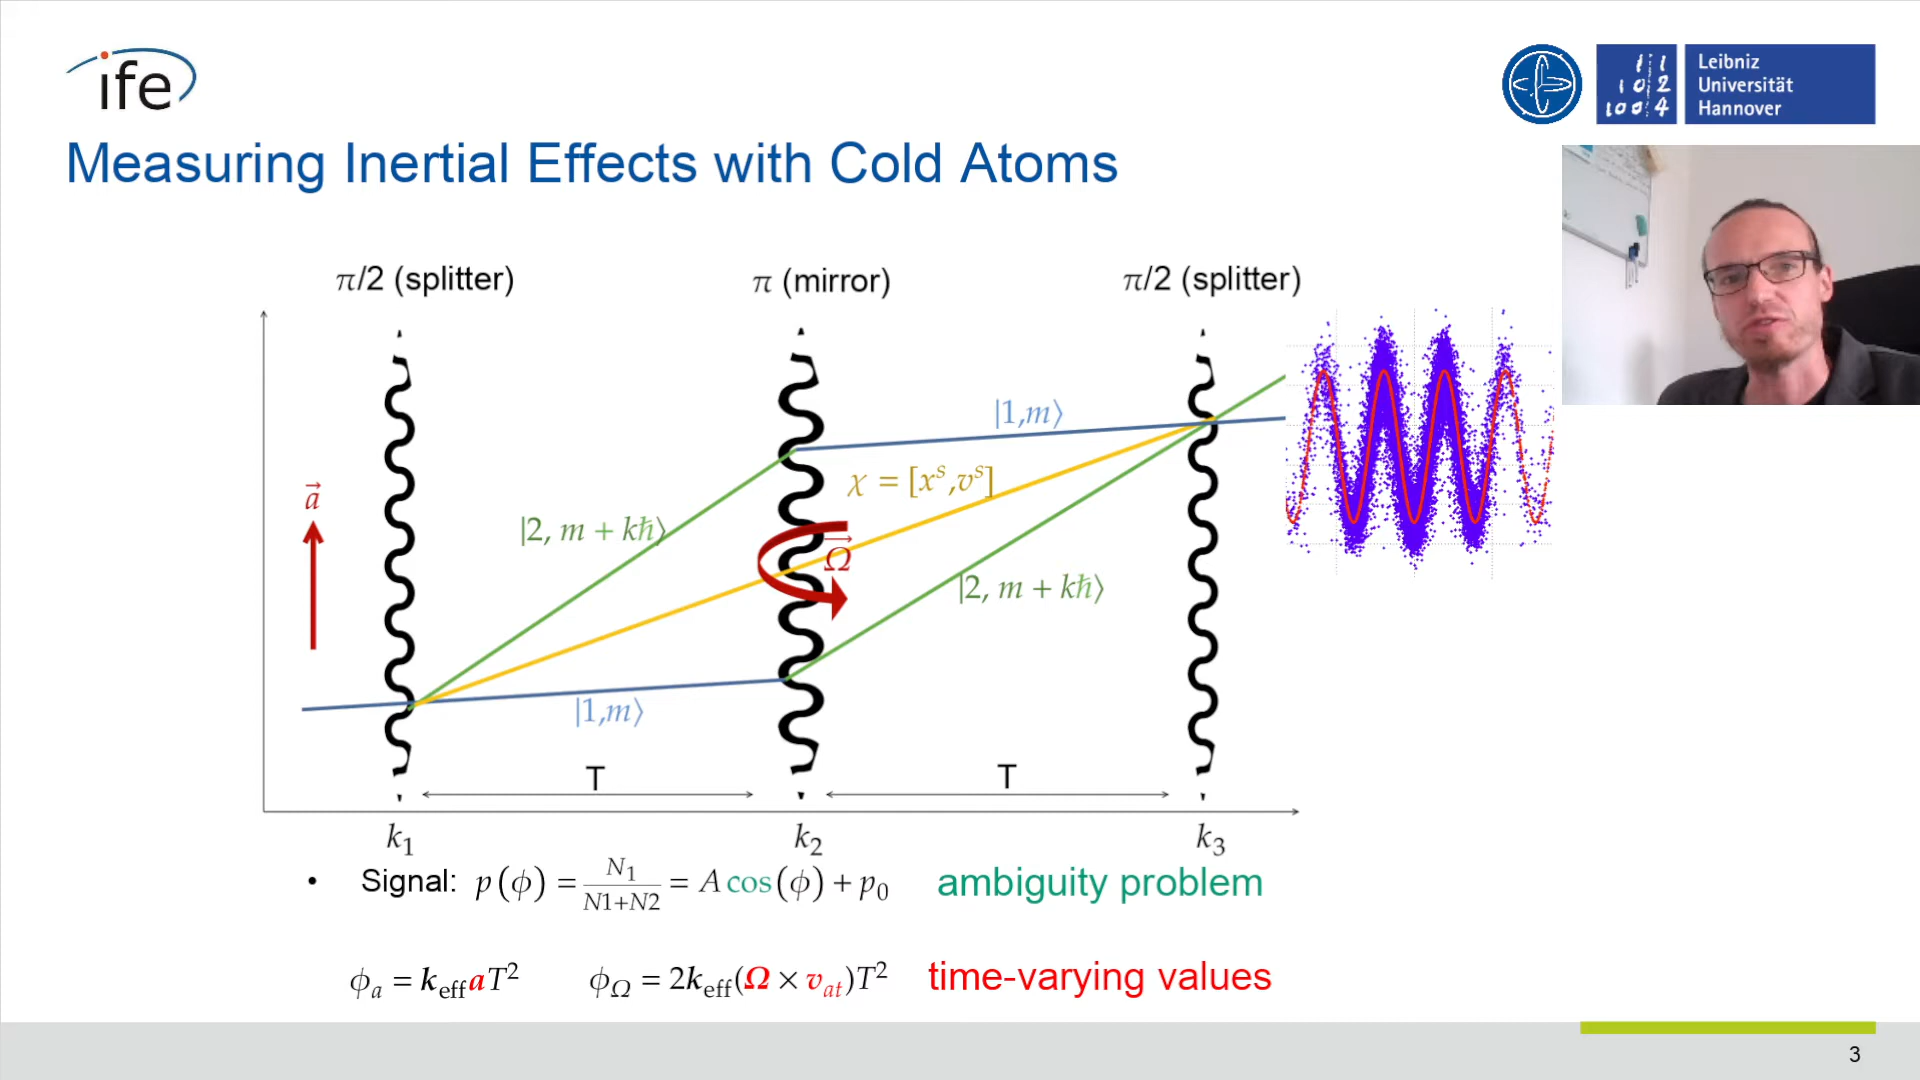 ife
Leibniz
Universität
Hannover
Measuring Inertial Effects with Cold Atoms
π/2 (splitter)
π (mirror)
π/2 (splitter)
|1,m⟩
χ = [xˢ,vˢ]
a⃗
|2, m + kħ⟩
Ω⃗
|2, m + kħ⟩
|1,m⟩
T
T
k₁
k₂
k₃
• Signal: p(ϕ) = N₁/(N1+N2) = A cos(ϕ) + p₀ ambiguity problem
ϕₐ = k_eff aT² ϕ_Ω = 2k_eff(Ω × v_at)T² time-varying values
3